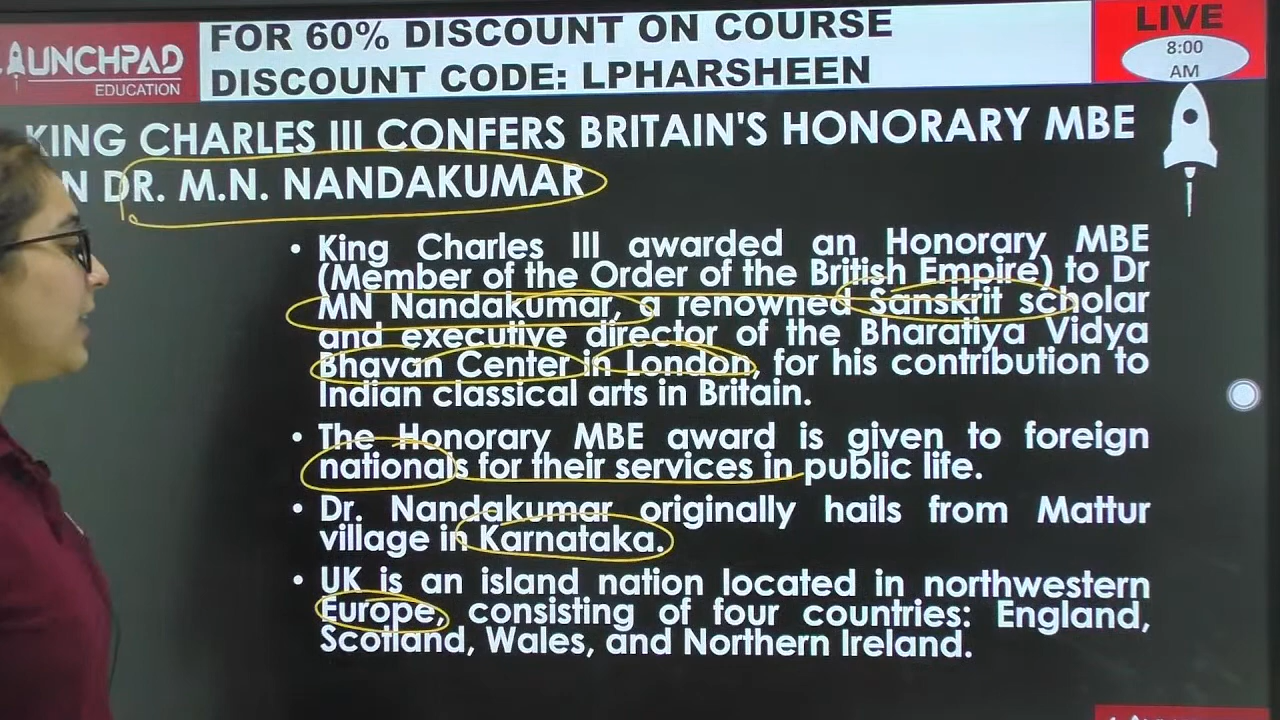 LAUNCHPAD
EDUCATION
FOR 60% DISCOUNT ON COURSE
DISCOUNT CODE: LPHARSHEEN
LIVE
8:00
AM
KING CHARLES III CONFERS BRITAIN'S HONORARY MBE
N DR. M.N. NANDAKUMAR
• King Charles III awarded an Honorary MBE
(Member of the Order of the British Empire) to Dr
MN Nandakumar, a renowned Sanskrit scholar
and executive director of the Bharatiya Vidya
Bhavan Center in London, for his contribution to
Indian classical arts in Britain.
• The Honorary MBE award is given to foreign
nationals for their services in public life.
• Dr. Nandakumar originally hails from Mattur
village in Karnataka.
• UK is an island nation located in northwestern
Europe, consisting of four countries: England,
Scotland, Wales, and Northern Ireland.